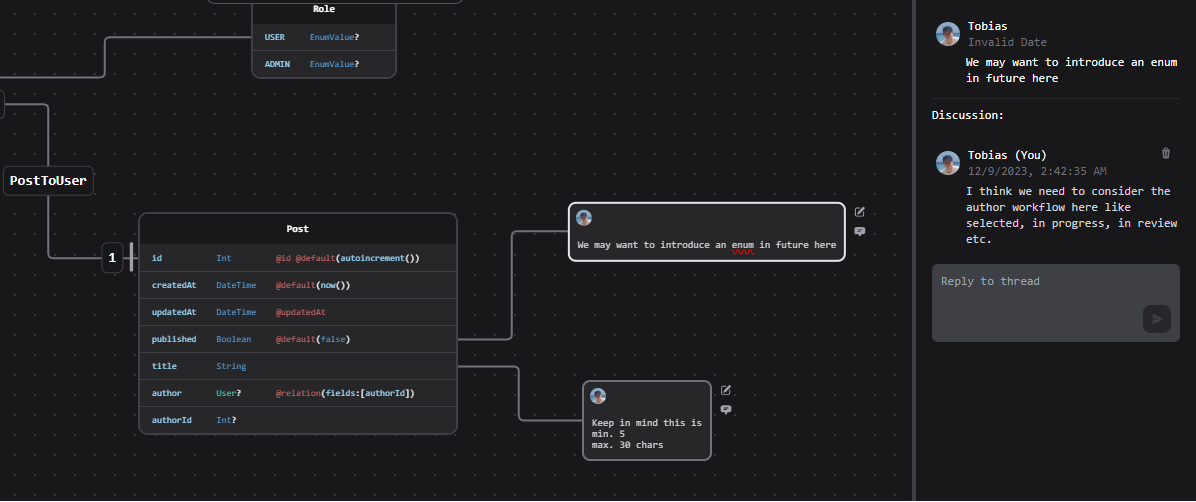 Role
USER EnumValue?
ADMIN EnumValue?
PostToUser
1
Post
id Int @id @default(autoincrement())
createdAt DateTime @default(now())
updatedAt DateTime @updatedAt
published Boolean @default(false)
title String
author User? @relation(fields:[authorId])
authorId Int?
We may want to introduce an enum in future here
Keep in mind this is
min. 5
max. 30 chars
Tobias
Invalid Date
We may want to introduce an enum
in future here
Discussion:
Tobias (You)
12/9/2023, 2:42:35 AM
I think we need to consider the
author workflow here like
selected, in progress, in review
etc.
Reply to thread